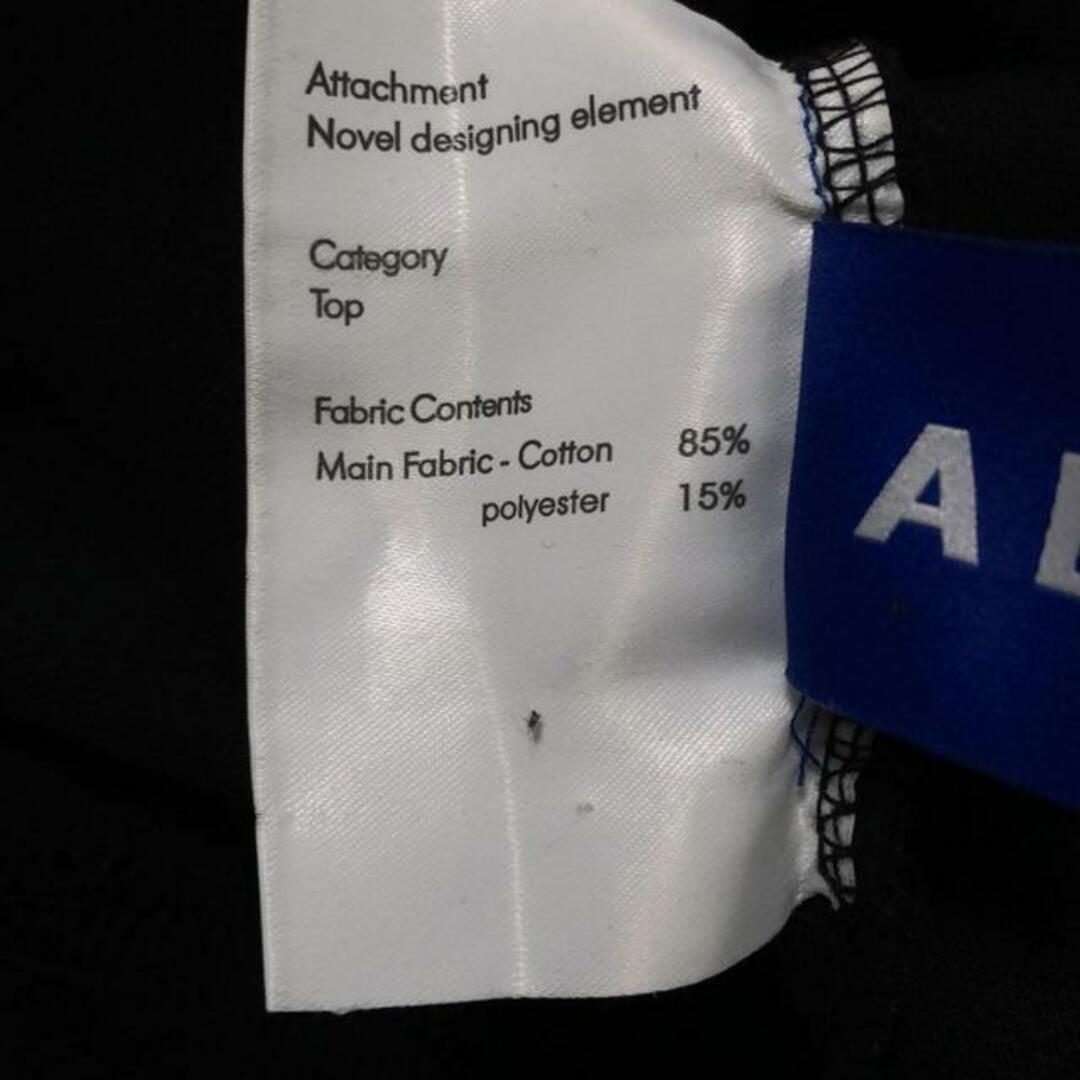 Attachment
Novel designing element
Category
Top
Fabric Contents
Main Fabric - Cotton 85%
polyester 15%
A